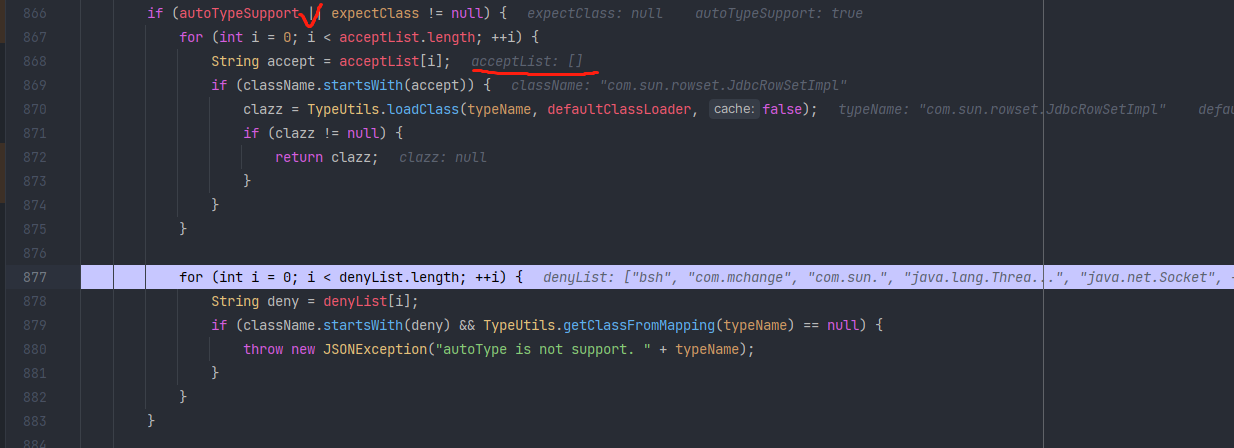 866 if (autoTypeSupport || expectClass != null) { expectClass: null autoTypeSupport: true
867 for (int i = 0; i < acceptList.length; ++i) {
868 String accept = acceptList[i]; acceptList: []
869 if (className.startsWith(accept)) { className: "com.sun.rowset.JdbcRowSetImpl"
870 clazz = TypeUtils.loadClass(typeName, defaultClassLoader, cache: false); typeName: "com.sun.rowset.JdbcRowSetImpl" defau
871 if (clazz != null) {
872 return clazz; clazz: null
873 }
874 }
875 }
876
877 for (int i = 0; i < denyList.length; ++i) { denyList: ["bsh", "com.mchange", "com.sun.", "java.lang.Threa...", "java.net.Socket",
878 String deny = denyList[i];
879 if (className.startsWith(deny) && TypeUtils.getClassFromMapping(typeName) == null) {
880 throw new JSONException("autoType is not support. " + typeName);
881 }
882 }
883 }
884